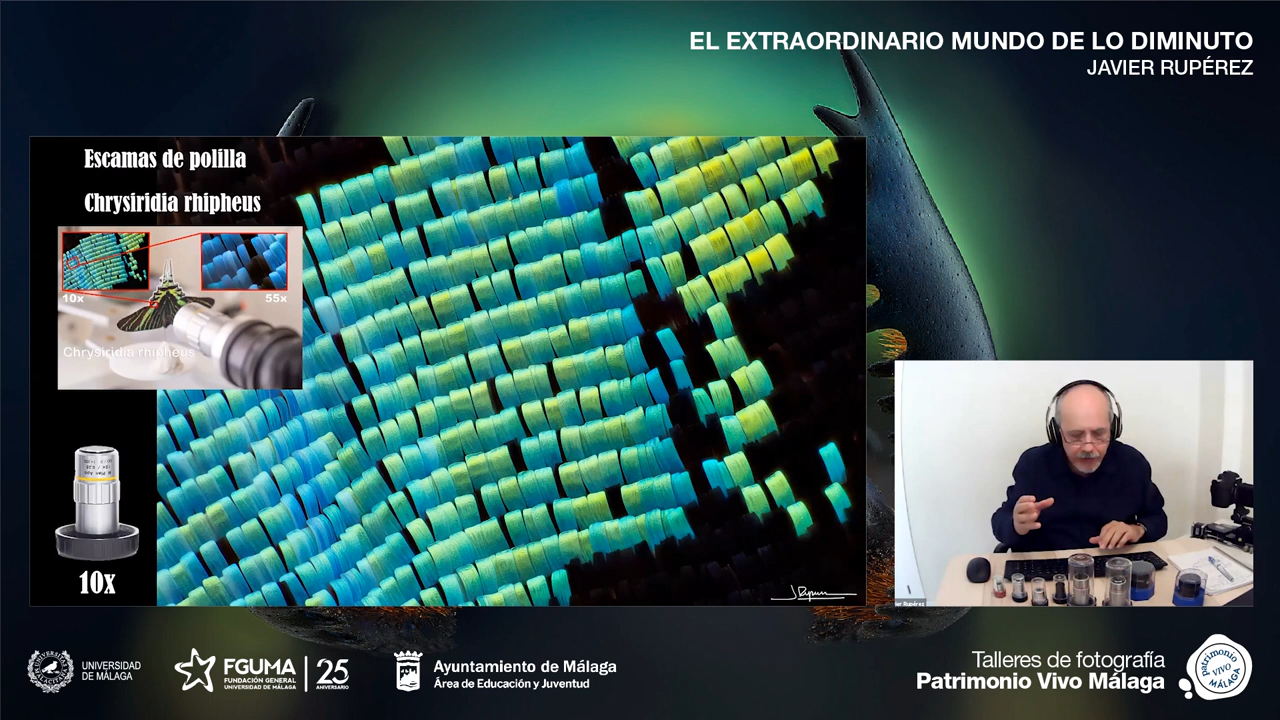 EL EXTRAORDINARIO MUNDO DE LO DIMINUTO
JAVIER RUPÉREZ
Escamas de polilla
Chrysiridia rhipheus
10x
55x
Chrysiridia rhipheus
10x
UNIVERSIDAD
DE MÁLAGA
FGUMA
FUNDACIÓN GENERAL
UNIVERSIDAD DE MÁLAGA
25
ANIVERSARIO
Ayuntamiento de Málaga
Área de Educación y Juventud
Talleres de fotografía
Patrimonio Vivo Málaga
patrimonio
VIVO
MÁLAGA